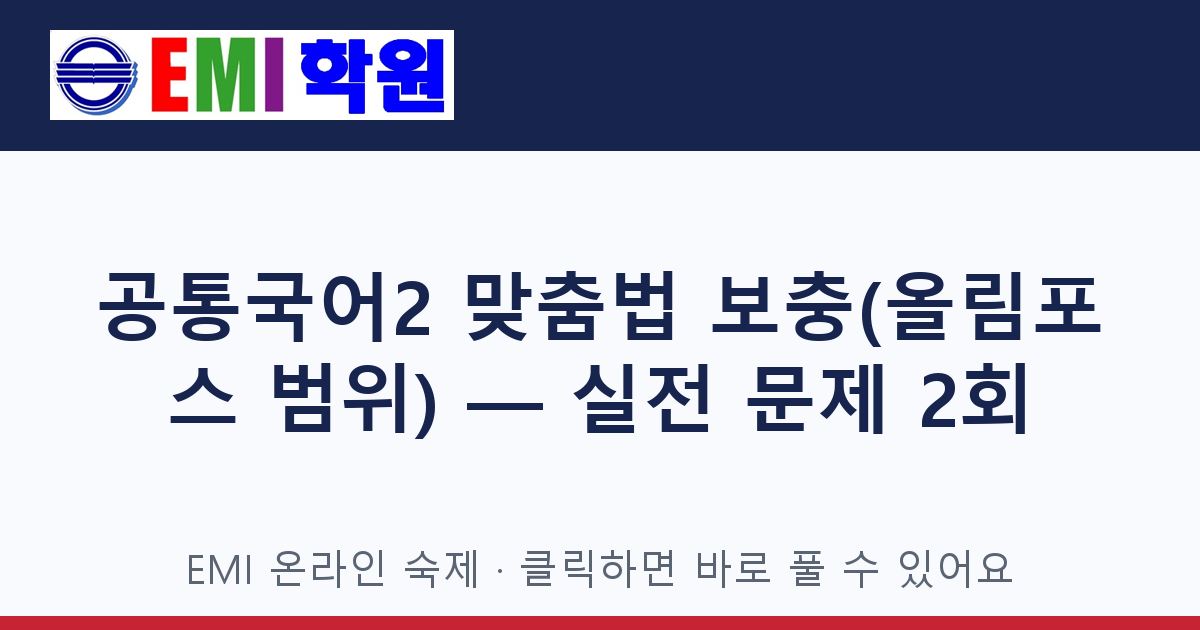 EMI 학원
공통국어2 맞춤법 보충(올림포
스 범위) — 실전 문제 2회
EMI 온라인 숙제 · 클릭하면 바로 풀 수 있어요